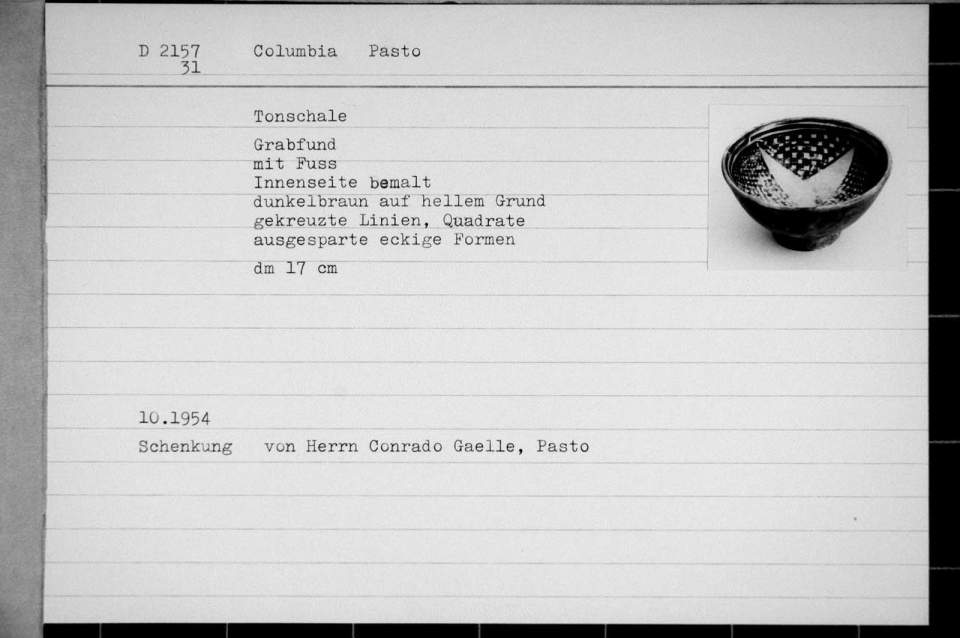 D 2157 Columbia Pasto
31
Tonschale
Grabfund
mit Fuss
Innenseite bemalt
dunkelbraun auf hellem Grund
gekreuzte Linien, Quadrate
ausgesparte eckige Formen
dm 17 cm
10.1954
Schenkung von Herrn Conrado Gaelle, Pasto